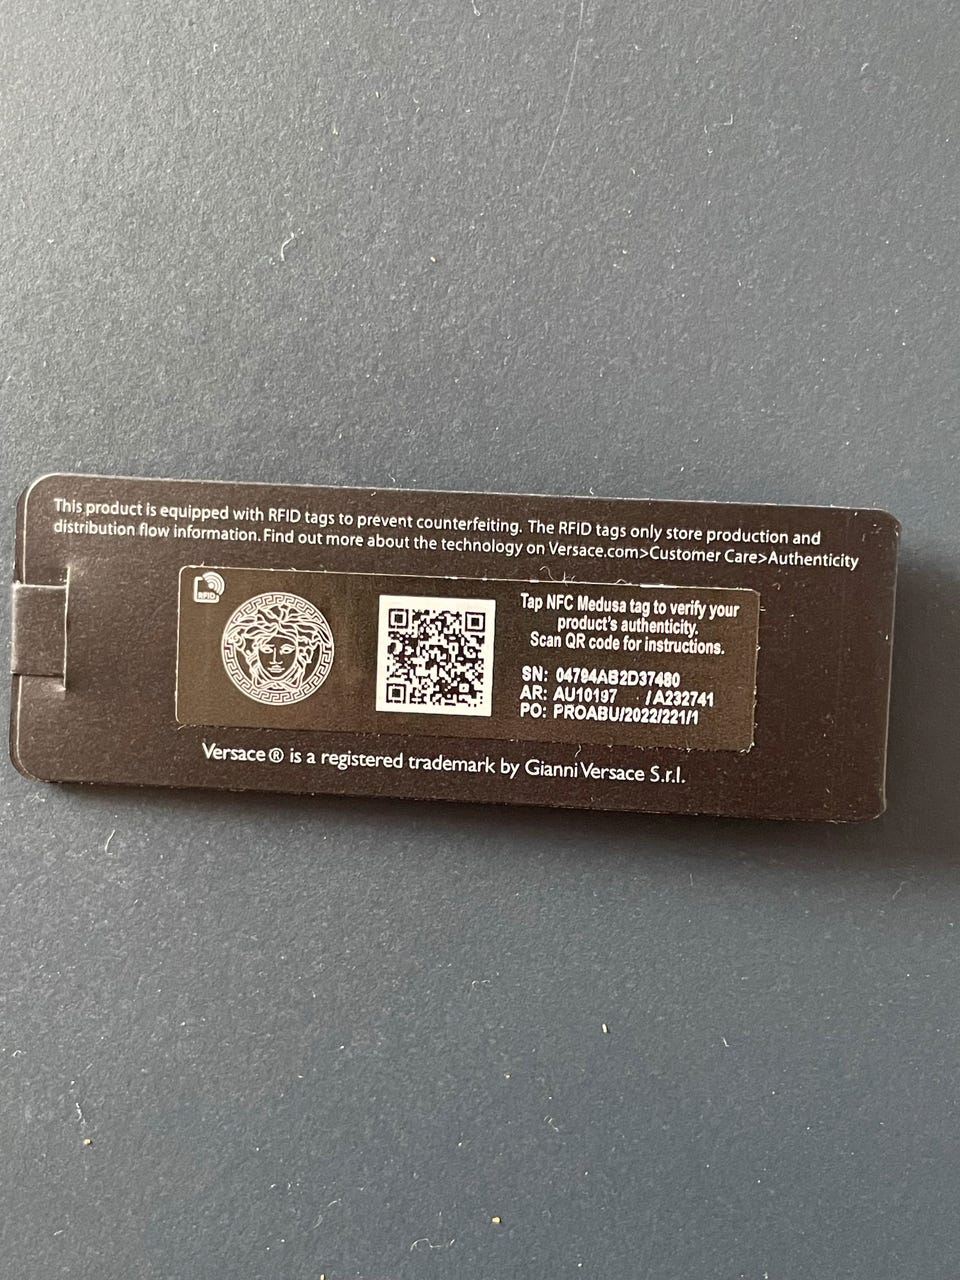 This product is equipped with RFID tags to prevent counterfeiting. The RFID tags only store production and
distribution flow information. Find out more about the technology on Versace.com>Customer Care>Authenticity
RFID
Tap NFC Medusa tag to verify your
product's authenticity.
Scan QR code for instructions.
SN: 04794AB2D37480
AR: AU10197 / A232741
PO: PROABU/2022/221/1
Versace® is a registered trademark by Gianni Versace S.r.l.